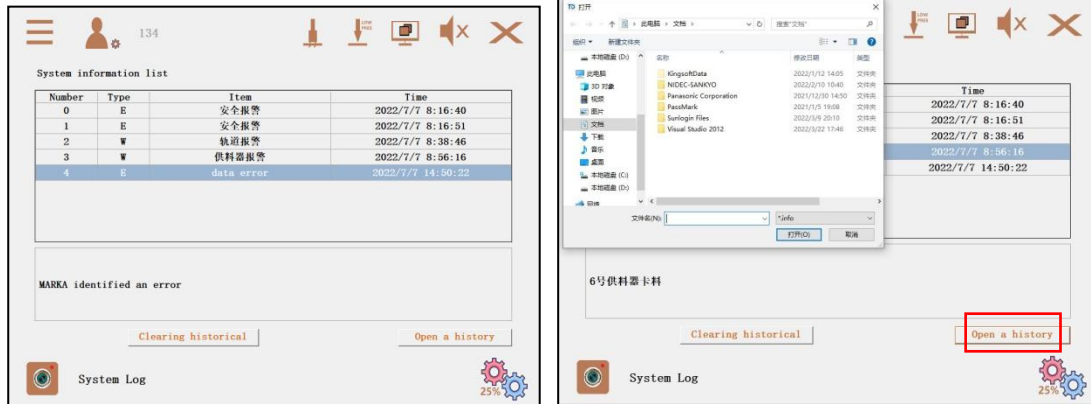 134
LOW PRES
System information list
Number Type Item Time
0 E 安全报警 2022/7/7 8:16:40
1 E 安全报警 2022/7/7 8:16:51
2 W 轨道报警 2022/7/7 8:38:46
3 W 供料器报警 2022/7/7 8:56:16
4 E data error 2022/7/7 14:50:22
MARKA identified an error
Clearing historical Open a history
System Log
25%
打开
此电脑 › 文档 ›
搜索"文档"
组织 新建文件夹
名称 修改日期 类型
本地磁盘 (D:)
此电脑
3D 对象
视频
图片
文档
下载
音乐
桌面
本地磁盘 (C:)
本地磁盘 (D:)
网络
KingsoftData 2022/1/12 14:05 文件夹
NIDEC-SANKYO 2022/2/10 10:40 文件夹
Panasonic Corporation 2021/12/30 14:50 文件夹
PassMark 2021/1/5 19:08 文件夹
Sunlogin Files 2022/3/9 20:10 文件夹
Visual Studio 2012 2022/3/22 17:46 文件夹
文件名(N): *.info
打开(O) 取消
LOW PRES
Time
2022/7/7 8:16:40
2022/7/7 8:16:51
2022/7/7 8:38:46
2022/7/7 8:56:16
2022/7/7 14:50:22
6号供料器卡料
Clearing historical Open a history
System Log
25%